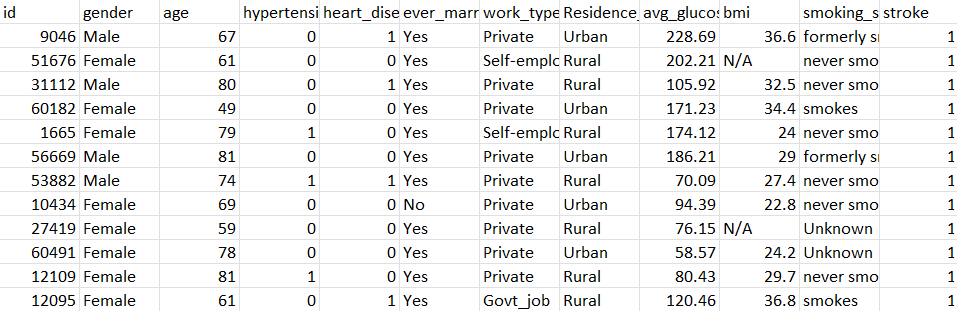 id gender age hypertensi heart_dise ever_marr work_type Residence_ avg_glucos bmi smoking_s stroke
9046 Male 67 0 1 Yes Private Urban 228.69 36.6 formerly sı 1
51676 Female 61 0 0 Yes Self-emplo Rural 202.21 N/A never smo 1
31112 Male 80 0 1 Yes Private Rural 105.92 32.5 never smo 1
60182 Female 49 0 0 Yes Private Urban 171.23 34.4 smokes 1
1665 Female 79 1 0 Yes Self-emplo Rural 174.12 24 never smo 1
56669 Male 81 0 0 Yes Private Urban 186.21 29 formerly sı 1
53882 Male 74 1 1 Yes Private Rural 70.09 27.4 never smo 1
10434 Female 69 0 0 No Private Urban 94.39 22.8 never smo 1
27419 Female 59 0 0 Yes Private Rural 76.15 N/A Unknown 1
60491 Female 78 0 0 Yes Private Urban 58.57 24.2 Unknown 1
12109 Female 81 1 0 Yes Private Rural 80.43 29.7 never smo 1
12095 Female 61 0 1 Yes Govt_job Rural 120.46 36.8 smokes 1